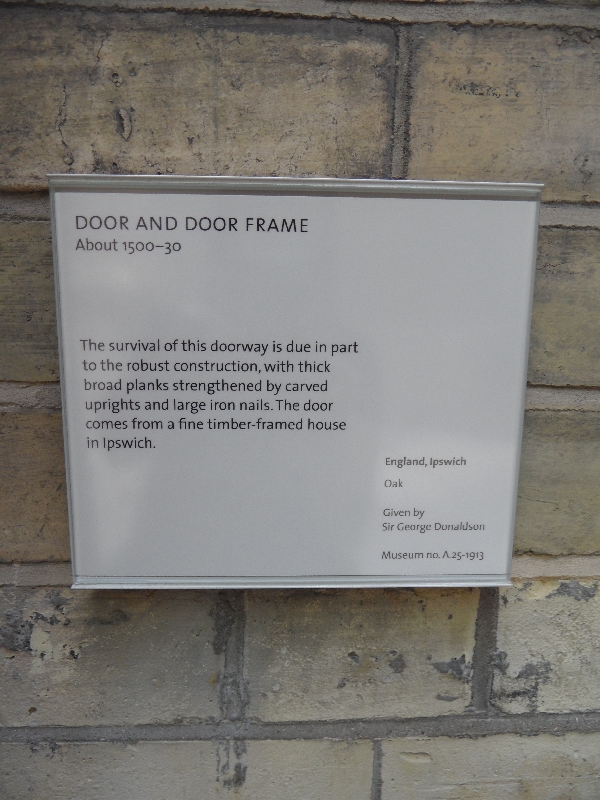 DOOR AND DOOR FRAME
About 1500–30
The survival of this doorway is due in part
to the robust construction, with thick
broad planks strengthened by carved
uprights and large iron nails. The door
comes from a fine timber-framed house
in Ipswich.
England, Ipswich
Oak
Given by
Sir George Donaldson
Museum no. A.25-1913